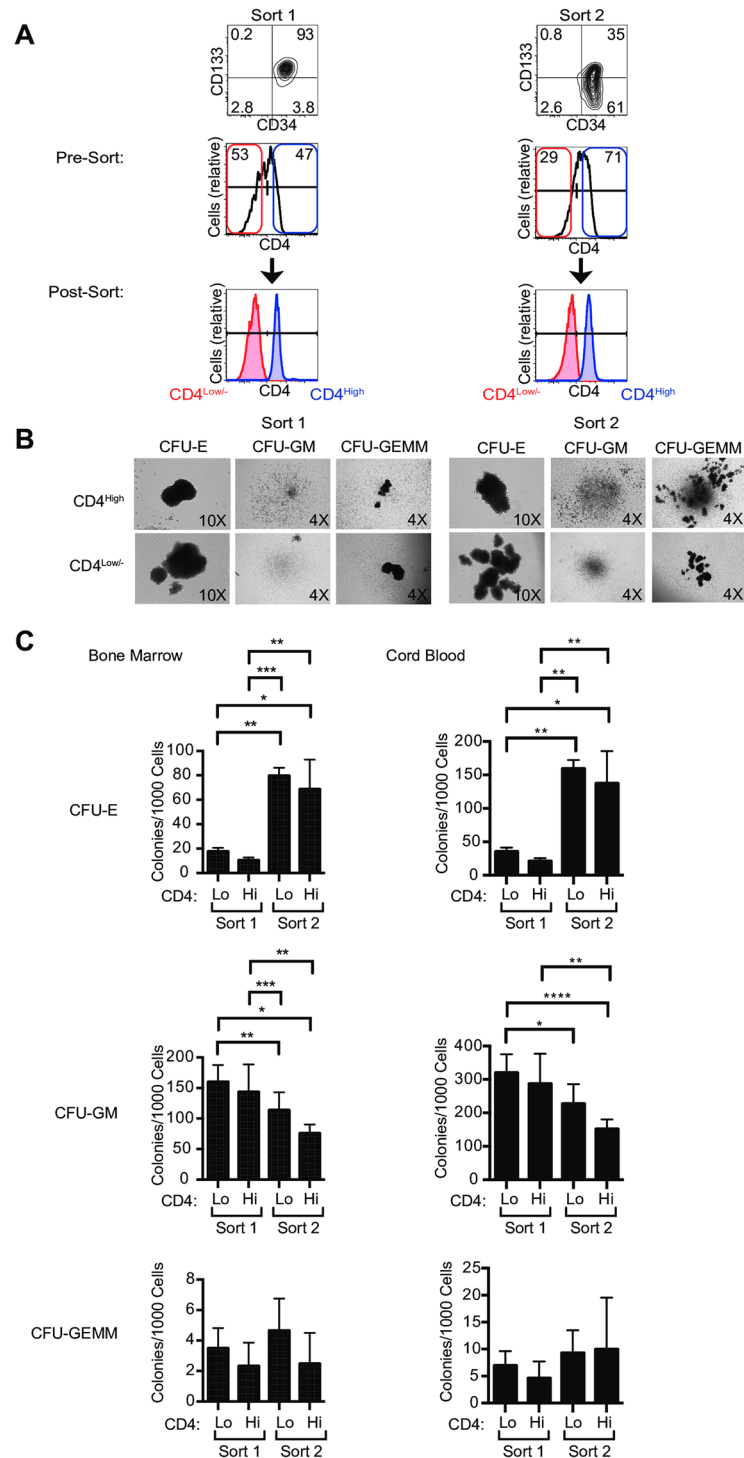 A
Sort 1
Sort 2
0.2 93
2.8 3.8
CD133
CD34
0.8 35
2.6 61
CD133
CD34
Pre-Sort:
53 47
Cells (relative)
CD4
29 71
Cells (relative)
CD4
Post-Sort:
Cells (relative)
CD4Low/- CD4 CD4High
Cells (relative)
CD4Low/- CD4 CD4High
B
Sort 1
Sort 2
CFU-E CFU-GM CFU-GEMM CFU-E CFU-GM CFU-GEMM
CD4High
10X 4X 4X 10X 4X 4X
CD4Low/-
10X 4X 4X 10X 4X 4X
C
Bone Marrow
Cord Blood
CFU-E
**
***
*
**
Colonies/1000 Cells
100
80
60
40
20
0
CD4: Lo Hi Lo Hi
Sort 1 Sort 2
**
**
*
**
Colonies/1000 Cells
200
150
100
50
0
CD4: Lo Hi Lo Hi
Sort 1 Sort 2
CFU-GM
**
***
*
**
Colonies/1000 Cells
200
150
100
50
0
CD4: Lo Hi Lo Hi
Sort 1 Sort 2
**
****
*
Colonies/1000 Cells
400
300
200
100
0
CD4: Lo Hi Lo Hi
Sort 1 Sort 2
CFU-GEMM
Colonies/1000 Cells
8
6
4
2
0
CD4: Lo Hi Lo Hi
Sort 1 Sort 2
Colonies/1000 Cells
25
20
15
10
5
0
CD4: Lo Hi Lo Hi
Sort 1 Sort 2